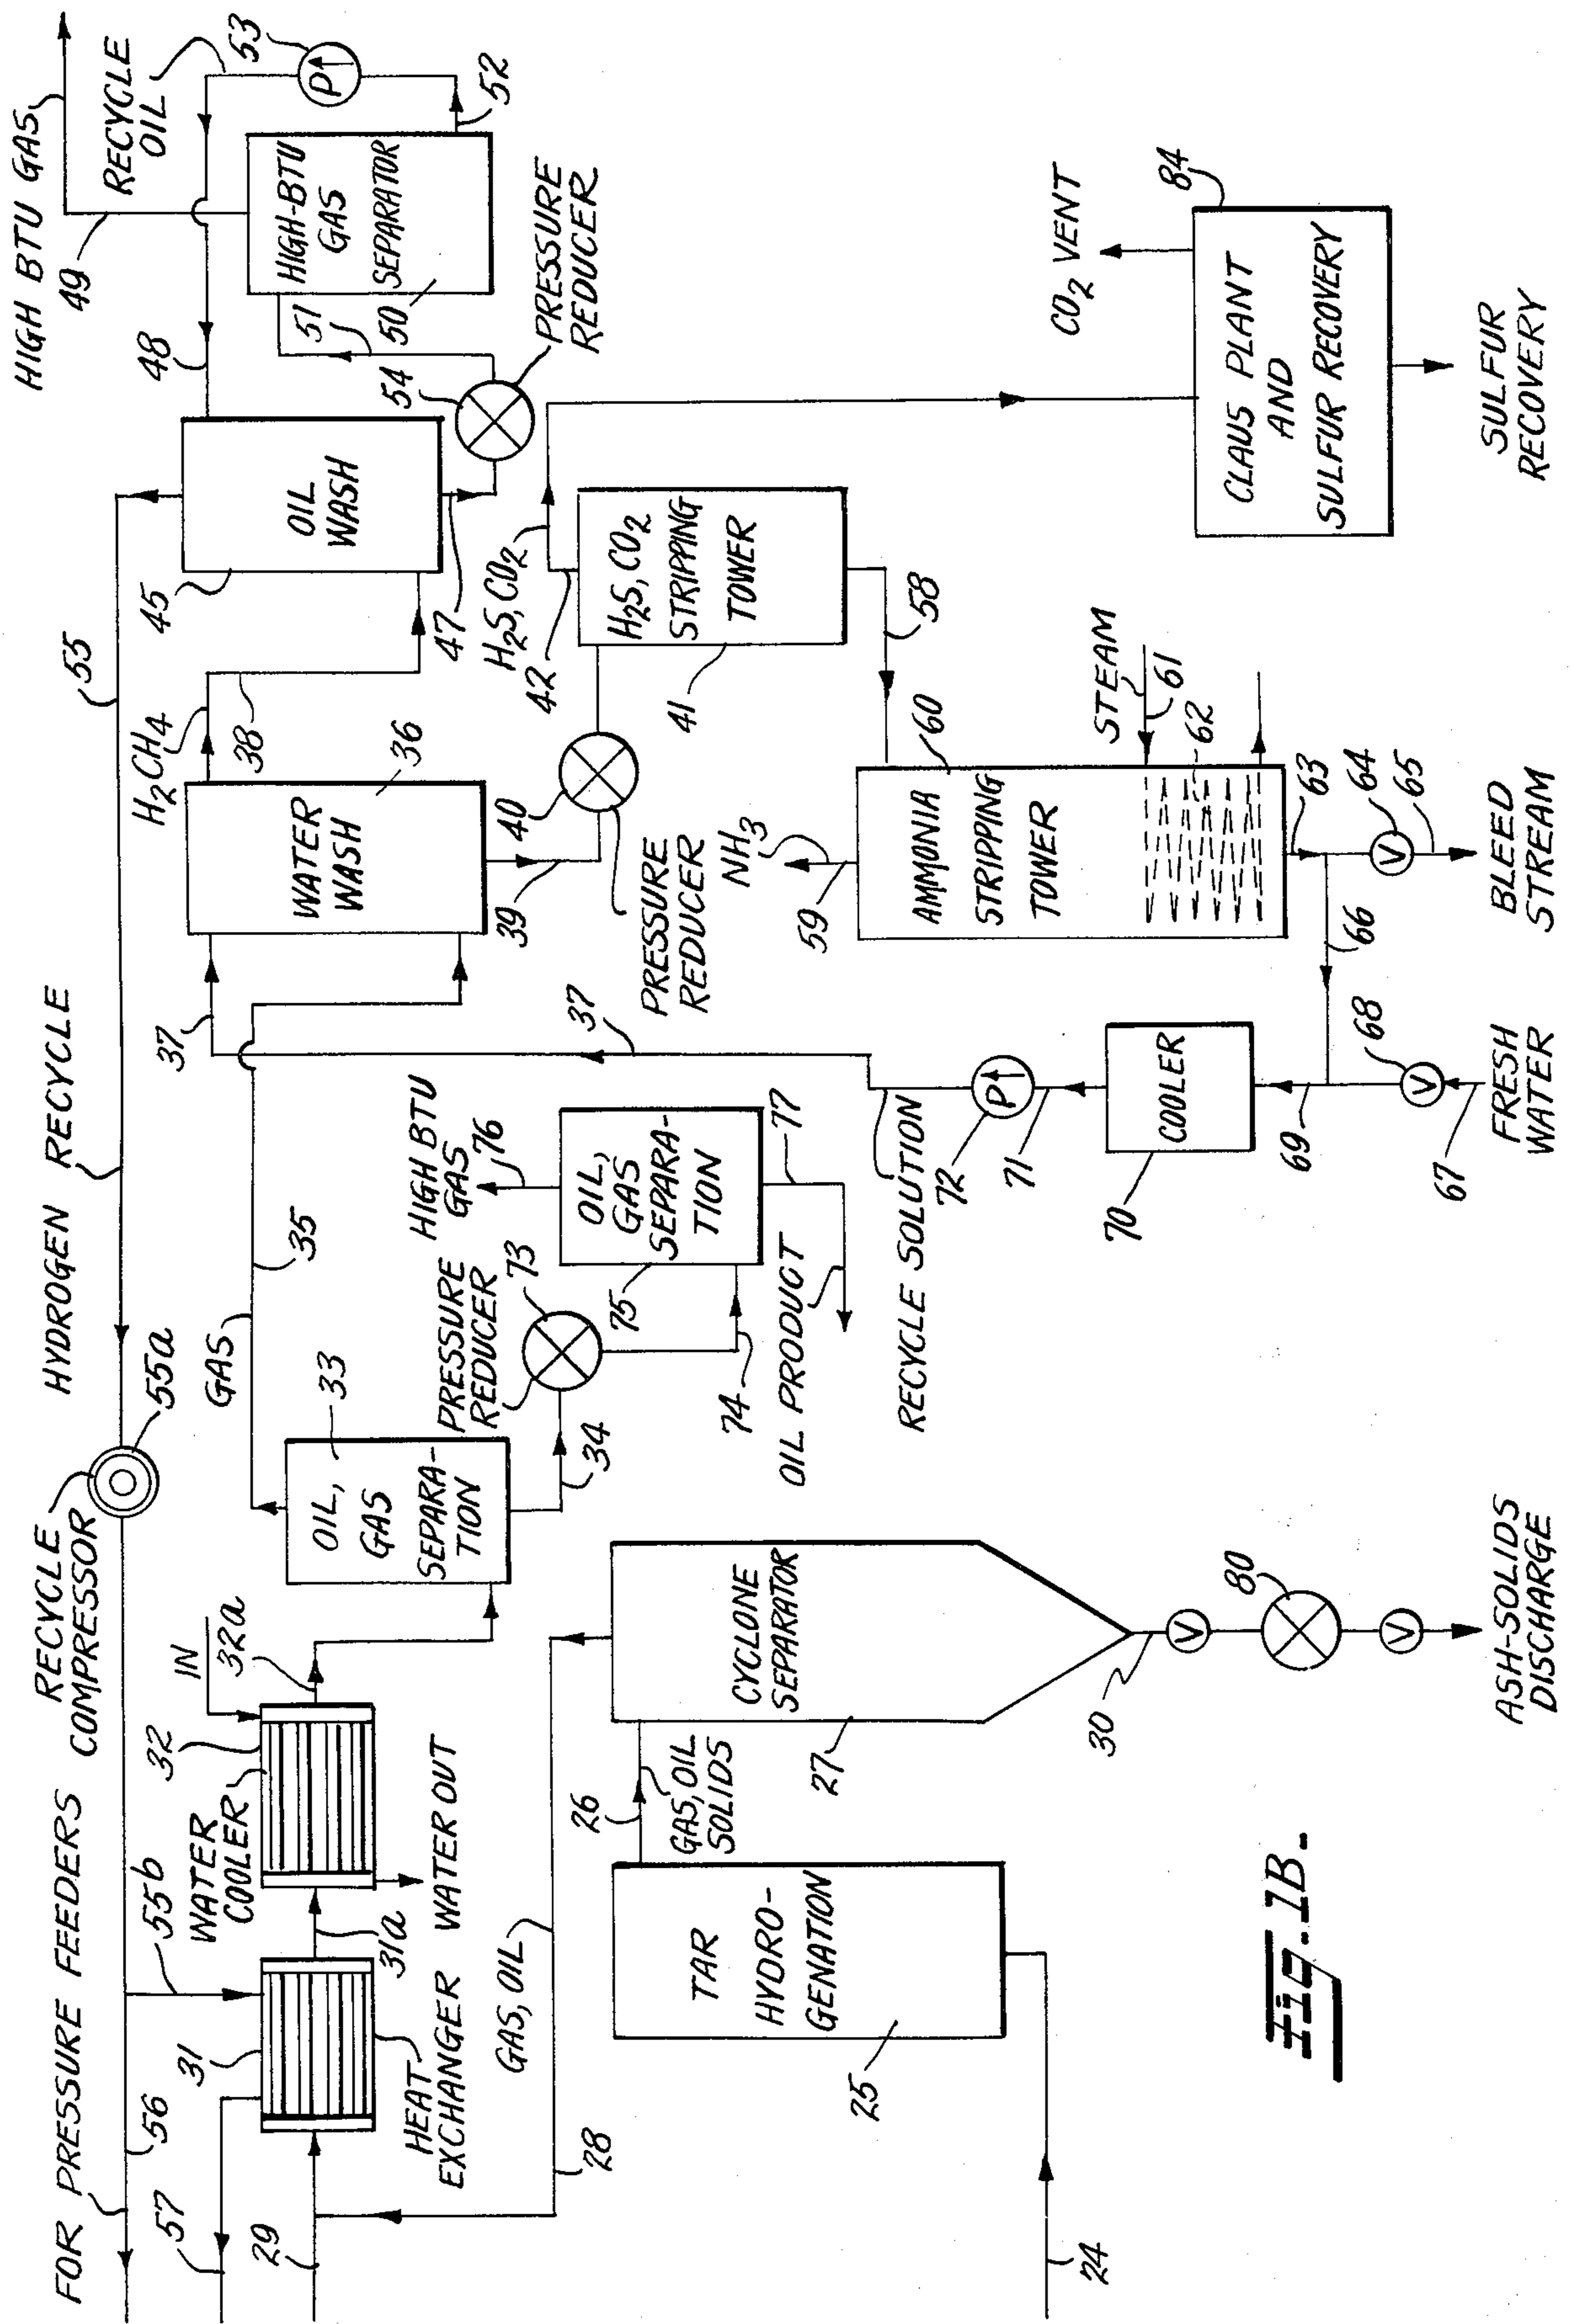 HIGH BTU GAS
49
RECYCLE
OIL
53
HIGH-BTU
GAS
SEPARATOR
50
51
52
48
54
PRESSURE
REDUCER
OIL
WASH
45
47
55
H2CH4
38
WATER
WASH
36
37
39
40
PRESSURE
REDUCER
H2S, CO2
42
H2S, CO2
STRIPPING
TOWER
41
58
CO2 VENT
84
CLAUS PLANT
AND
SULFUR RECOVERY
SULFUR
RECOVERY
NH3
59
AMMONIA
STRIPPING
TOWER
60
STEAM
61
62
63
V
64
65
BLEED
STREAM
66
FRESH
WATER
67
V
68
69
COOLER
70
71
P
72
RECYCLE SOLUTION
37
HYDROGEN RECYCLE
55a
RECYCLE
COMPRESSOR
GAS
35
OIL,
GAS
SEPARA-
TION
33
34
PRESSURE
REDUCER
73
74
OIL,
GAS
SEPARA-
TION
75
HIGH BTU
GAS
76
77
OIL PRODUCT
FOR PRESSURE FEEDERS
56
55b
57
29
31
HEAT
EXCHANGER
31a
WATER
COOLER
32
IN
32a
WATER OUT
GAS, OIL
28
CYCLONE
SEPARATOR
27
30
V
80
V
ASH-SOLIDS
DISCHARGE
26
GAS, OIL
SOLIDS
TAR
HYDRO-
GENATION
25
24
P
53
Fig. 1B.